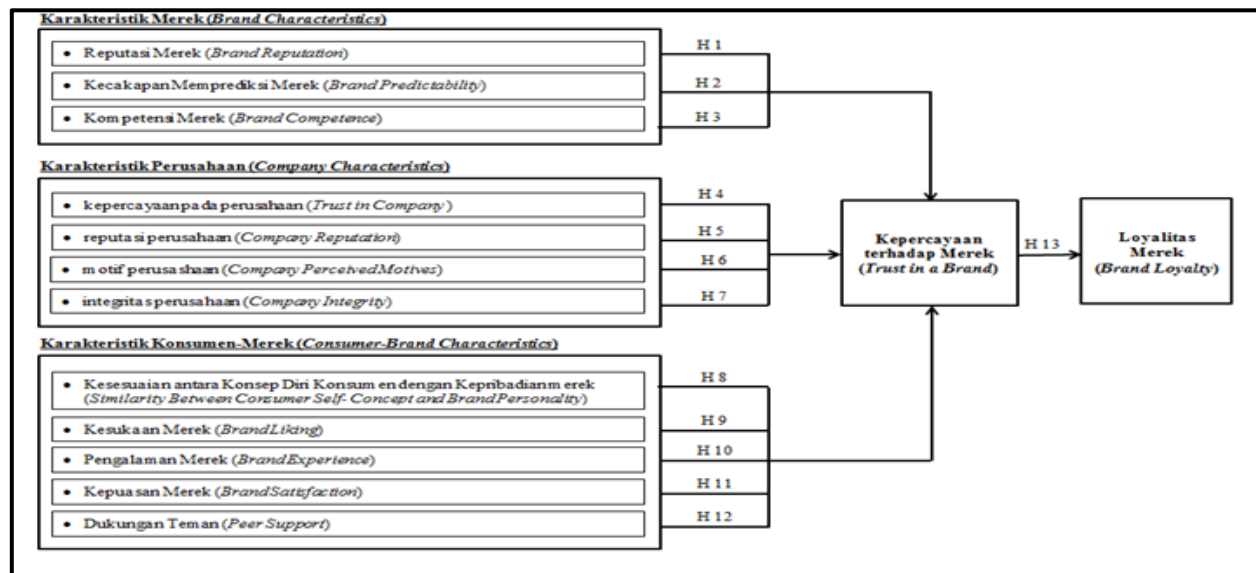 Karakteristik Merek (Brand Characteristics)
• Reputasi Merek (Brand Reputation)
• Kecakapan Memprediksi Merek (Brand Predictability)
• Kompetensi Merek (Brand Competence)
H 1
H 2
H 3
Karakteristik Perusahaan (Company Characteristics)
• kepercayaan pada perusahaan (Trust in Company)
• reputasi perusahaan (Company Reputation)
• motif perusashaan (Company Perceived Motives)
• integritas perusahaan (Company Integrity)
H 4
H 5
H 6
H 7
Kepercayaan
terhadap Merek
(Trust in a Brand)
H 13
Loyalitas
Merek
(Brand Loyalty)
Karakteristik Konsumen-Merek (Consumer-Brand Characteristics)
• Kesesuaian antara Konsep Diri Konsumen dengan Kepribadian merek
(Similarity Between Consumer Self- Concept and Brand Personality)
• Kesukaan Merek (Brand Liking)
• Pengalaman Merek (Brand Experience)
• Kepuasan Merek (Brand Satisfaction)
• Dukungan Teman (Peer Support)
H 8
H 9
H 10
H 11
H 12